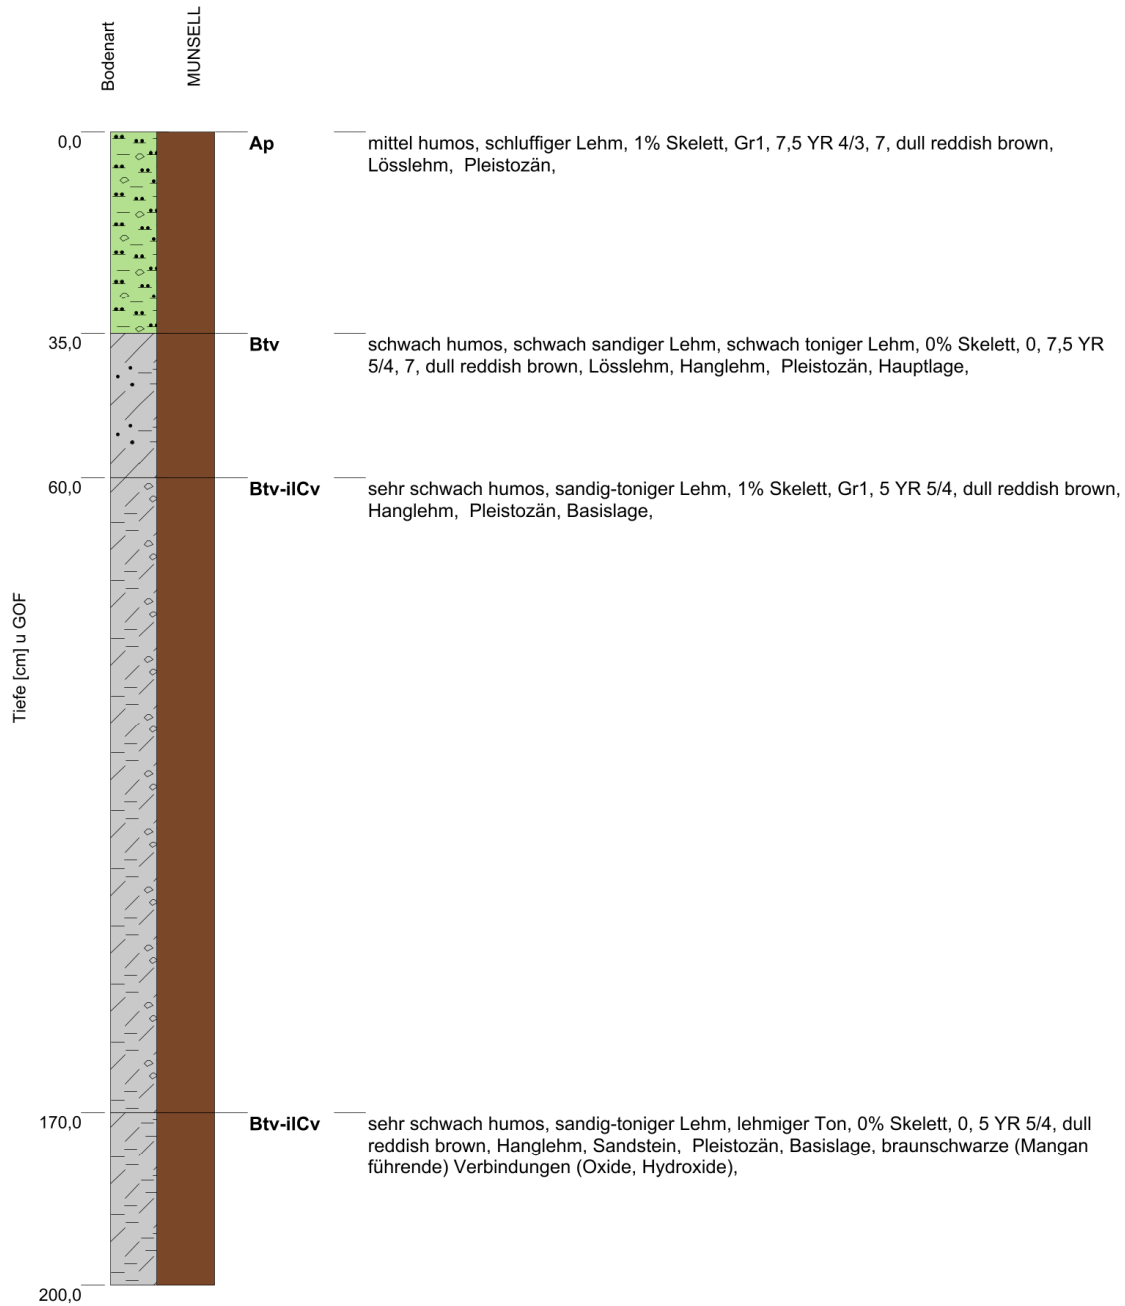 Bodenart
MUNSELL
0,0
Ap
mittel humos, schluffiger Lehm, 1% Skelett, Gr1, 7,5 YR 4/3, 7, dull reddish brown,
Lösslehm, Pleistozän,
35,0
Btv
schwach humos, schwach sandiger Lehm, schwach toniger Lehm, 0% Skelett, 0, 7,5 YR
5/4, 7, dull reddish brown, Lösslehm, Hanglehm, Pleistozän, Hauptlage,
60,0
Btv-ilCv
sehr schwach humos, sandig-toniger Lehm, 1% Skelett, Gr1, 5 YR 5/4, dull reddish brown,
Hanglehm, Pleistozän, Basislage,
Tiefe [cm] u GOF
170,0
Btv-ilCv
sehr schwach humos, sandig-toniger Lehm, lehmiger Ton, 0% Skelett, 0, 5 YR 5/4, dull
reddish brown, Hanglehm, Sandstein, Pleistozän, Basislage, braunschwarze (Mangan
führende) Verbindungen (Oxide, Hydroxide),
200,0